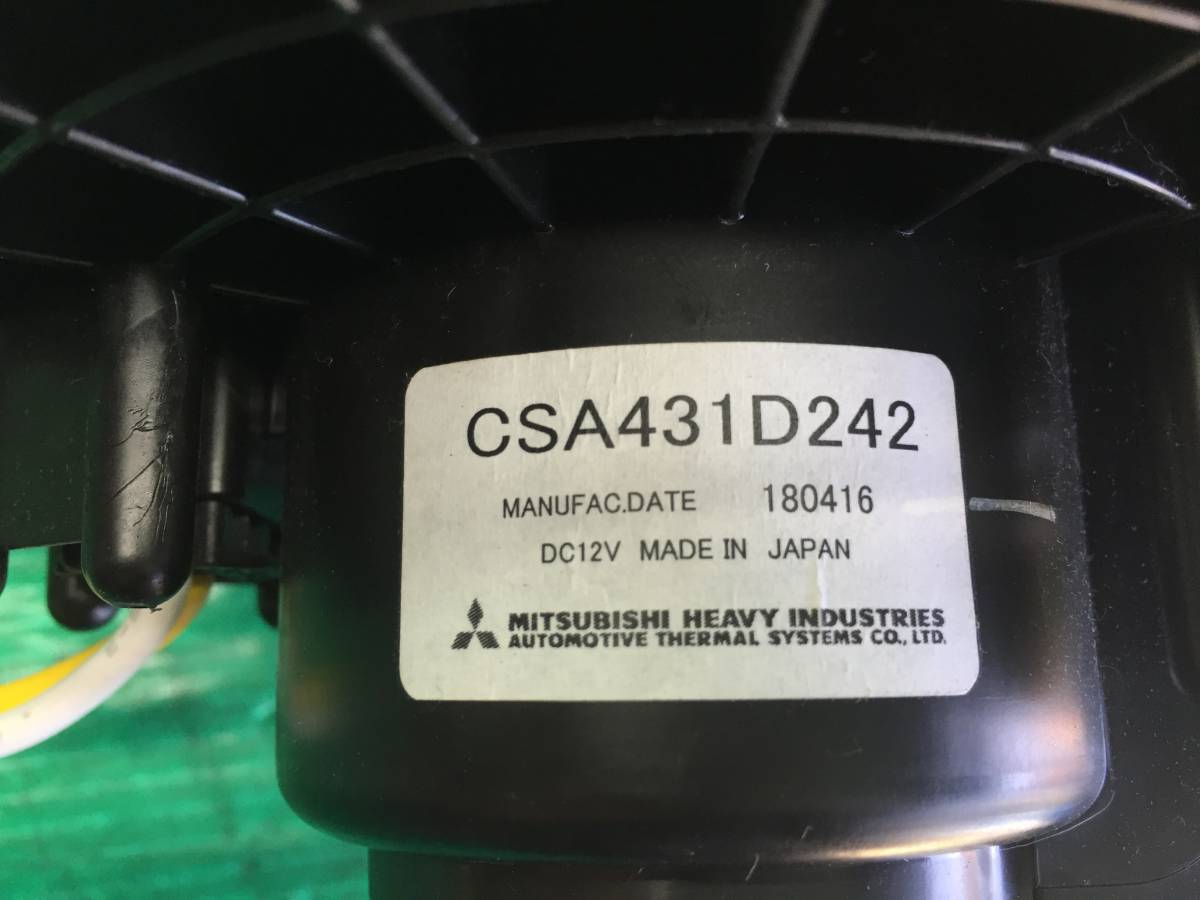 CSA431D242
MANUFAC.DATE 180416
DC12V MADE IN JAPAN
MITSUBISHI HEAVY INDUSTRIES
AUTOMOTIVE THERMAL SYSTEMS CO., LTD.